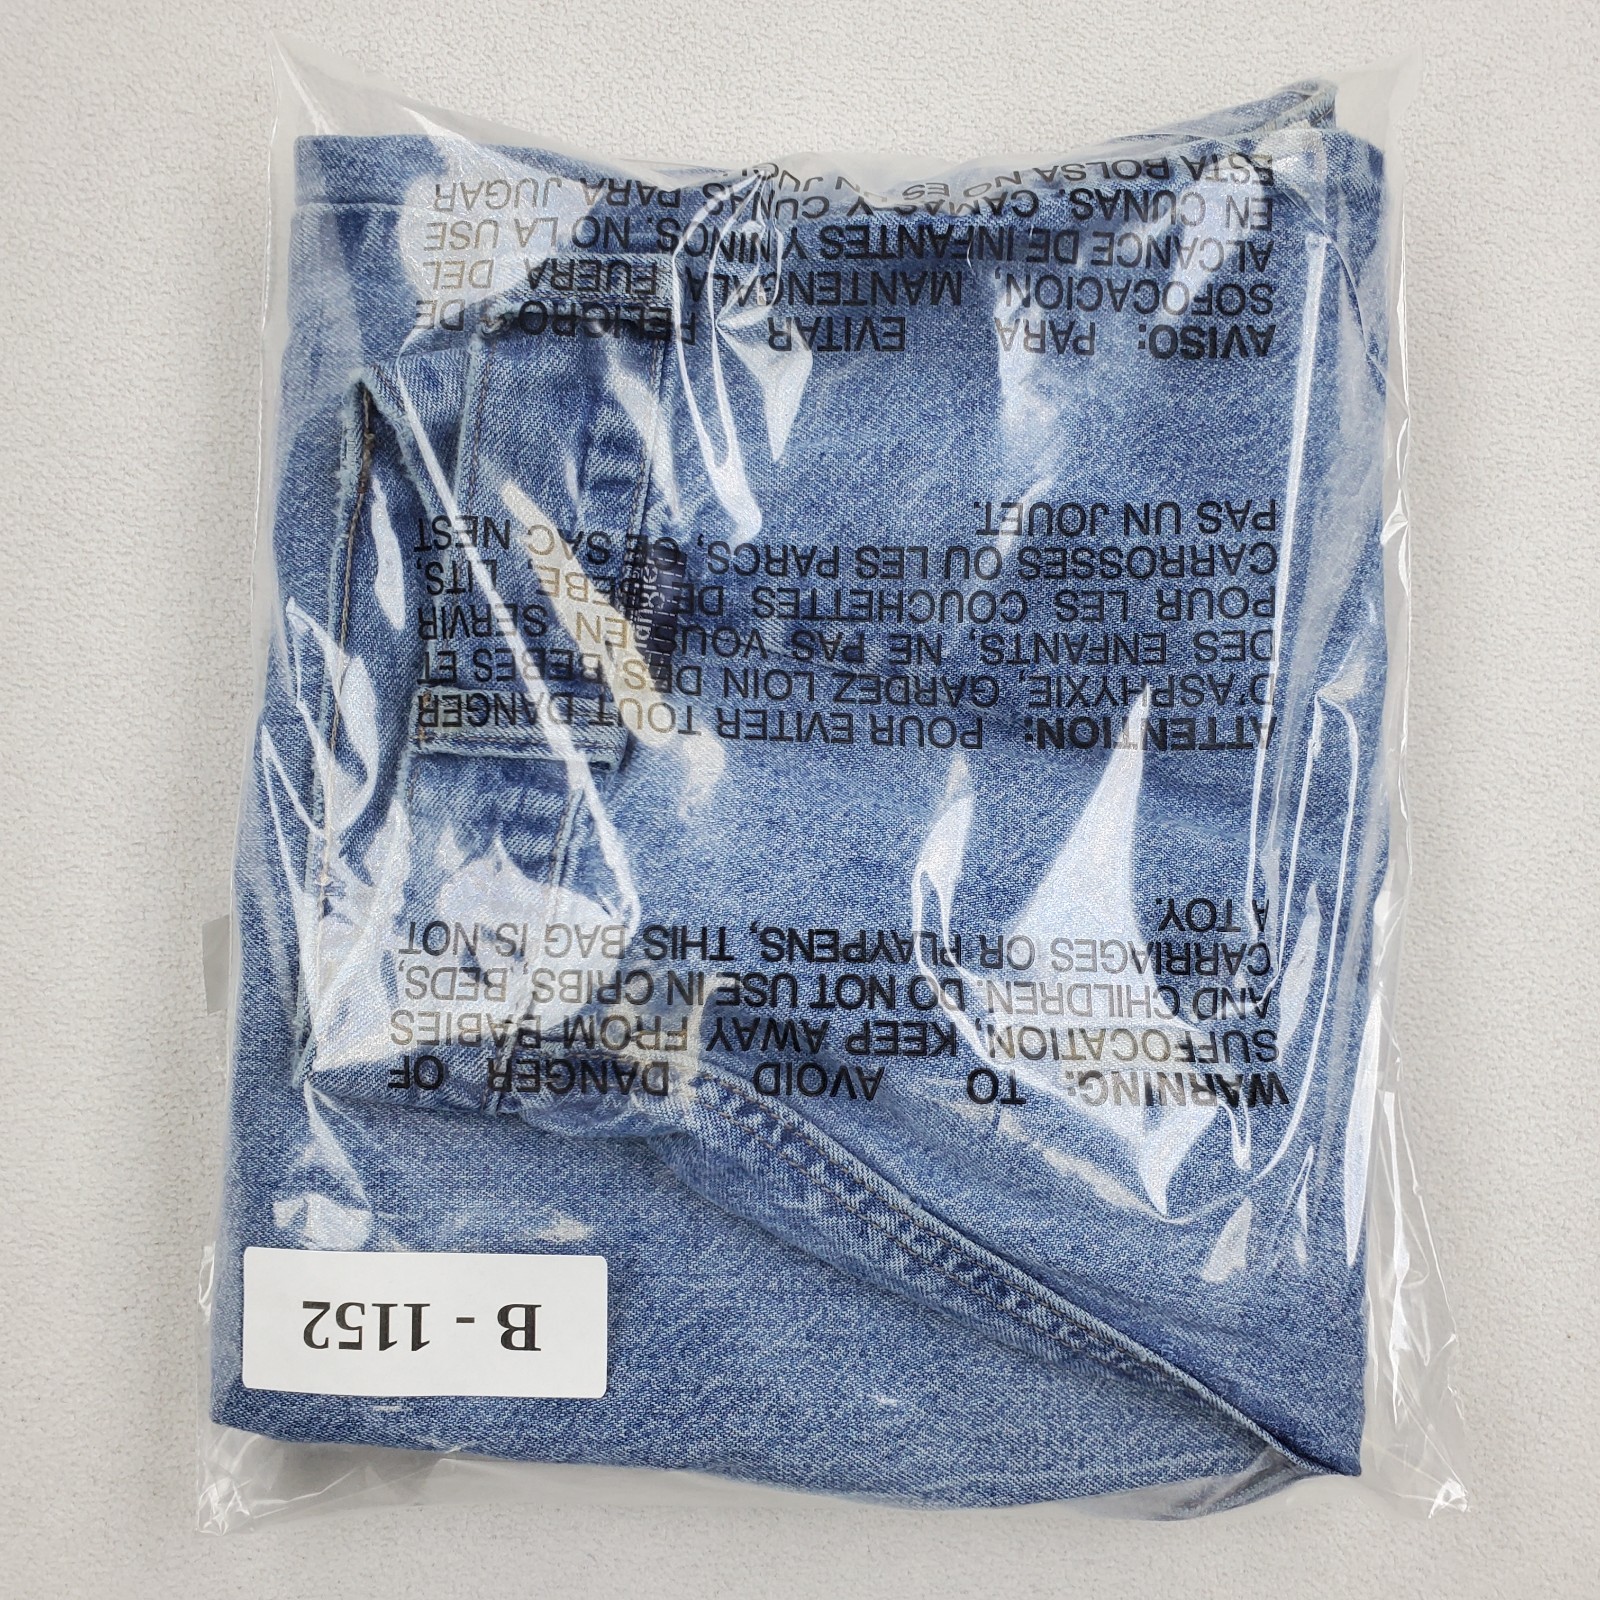 B - 1152
WARNING: TO AVOID DANGER OF
SUFFOCATION, KEEP AWAY FROM BABIES
AND CHILDREN. DO NOT USE IN CRIBS, BEDS,
CARRIAGES OR PLAYPENS, THIS BAG IS NOT
A TOY.
ATTENTION: POUR EVITER TOUT DANGER
D'ASPHYXIE, GARDEZ LOIN DES BEBES ET
DES ENFANTS, NE PAS VOUS EN SERVIR
POUR LES COUCHETTES DE BEBE, LITS,
CARROSSES OU LES PARCS, CE SAC NEST
PAS UN JOUET.
AVISO: PARA EVITAR PELIGROS DE
SOFOCACION, MANTENGALA FUERA DEL
ALCANCE DE INFANTES Y NINOS. NO LA USE
EN CUNAS, CAMAS Y CUNAS PARA JUGAR
ESTA BOLSA NO ES UN